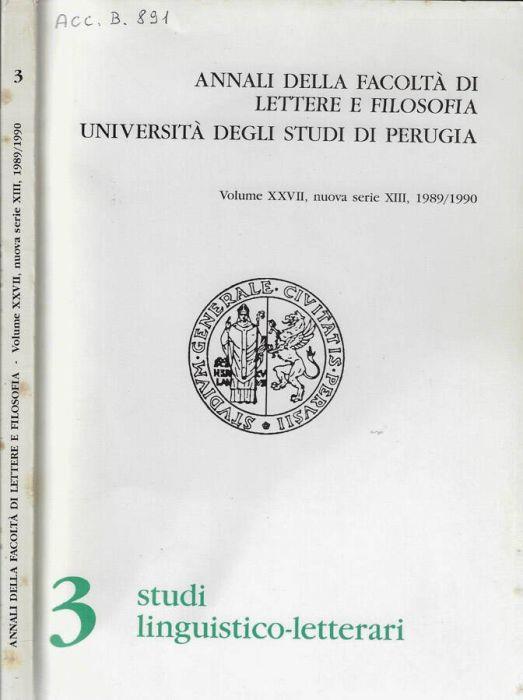 ACC. B. 891
3
ANNALI DELLA FACOLTÀ DI LETTERE E FILOSOFIA - Volume XXVII, nuova serie XIII, 1989/1990
ANNALI DELLA FACOLTÀ DI
LETTERE E FILOSOFIA
UNIVERSITÀ DEGLI STUDI DI PERUGIA
Volume XXVII, nuova serie XIII, 1989/1990
STUDIUM · GENERALE · CIVITATIS · PERUSII
3
studi
linguistico-letterari